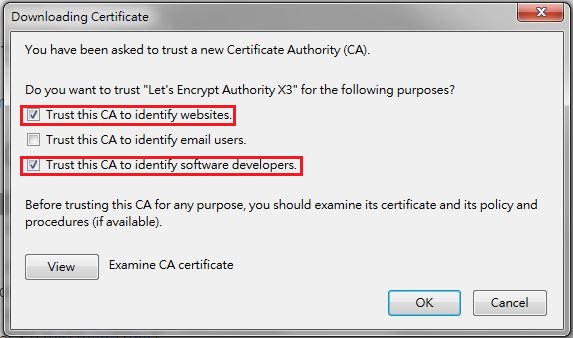 Downloading Certificate
You have been asked to trust a new Certificate Authority (CA).
Do you want to trust "Let's Encrypt Authority X3" for the following purposes?
Trust this CA to identify websites.
Trust this CA to identify email users.
Trust this CA to identify software developers.
Before trusting this CA for any purpose, you should examine its certificate and its policy and
procedures (if available).
View Examine CA certificate
OK Cancel